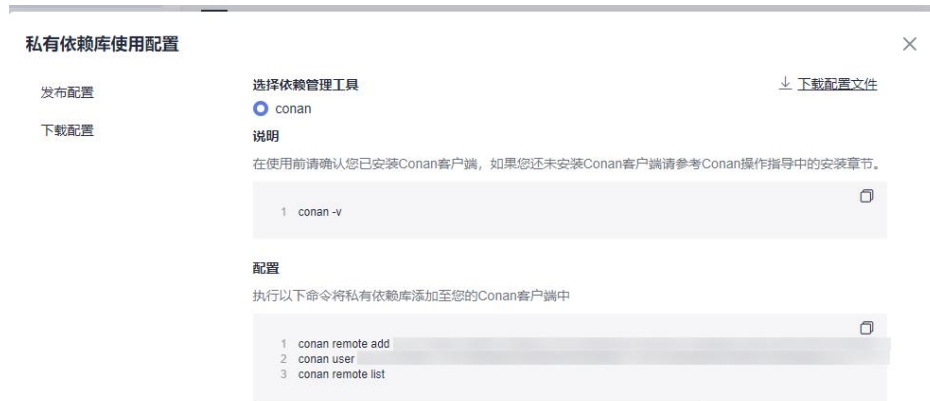 私有依赖库使用配置
发布配置
下载配置
选择依赖管理工具
下载配置文件
conan
说明
在使用前请确认您已安装Conan客户端，如果您还未安装Conan客户端请参考Conan操作指导中的安装章节。
1 conan -v
配置
执行以下命令将私有依赖库添加至您的Conan客户端中
1 conan remote add
2 conan user
3 conan remote list